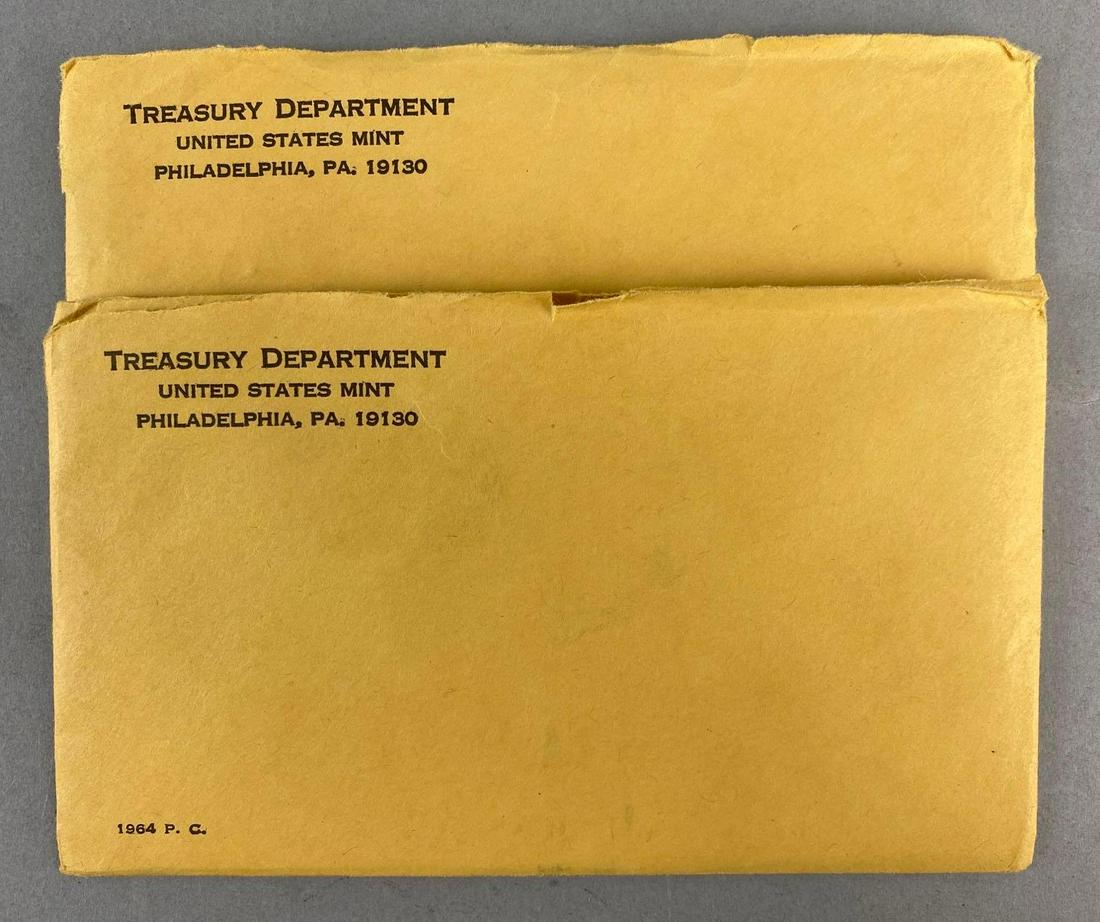 TREASURY DEPARTMENT
UNITED STATES MINT
PHILADELPHIA, PA. 19130
TREASURY DEPARTMENT
UNITED STATES MINT
PHILADELPHIA, PA. 19130
1964 P. C.